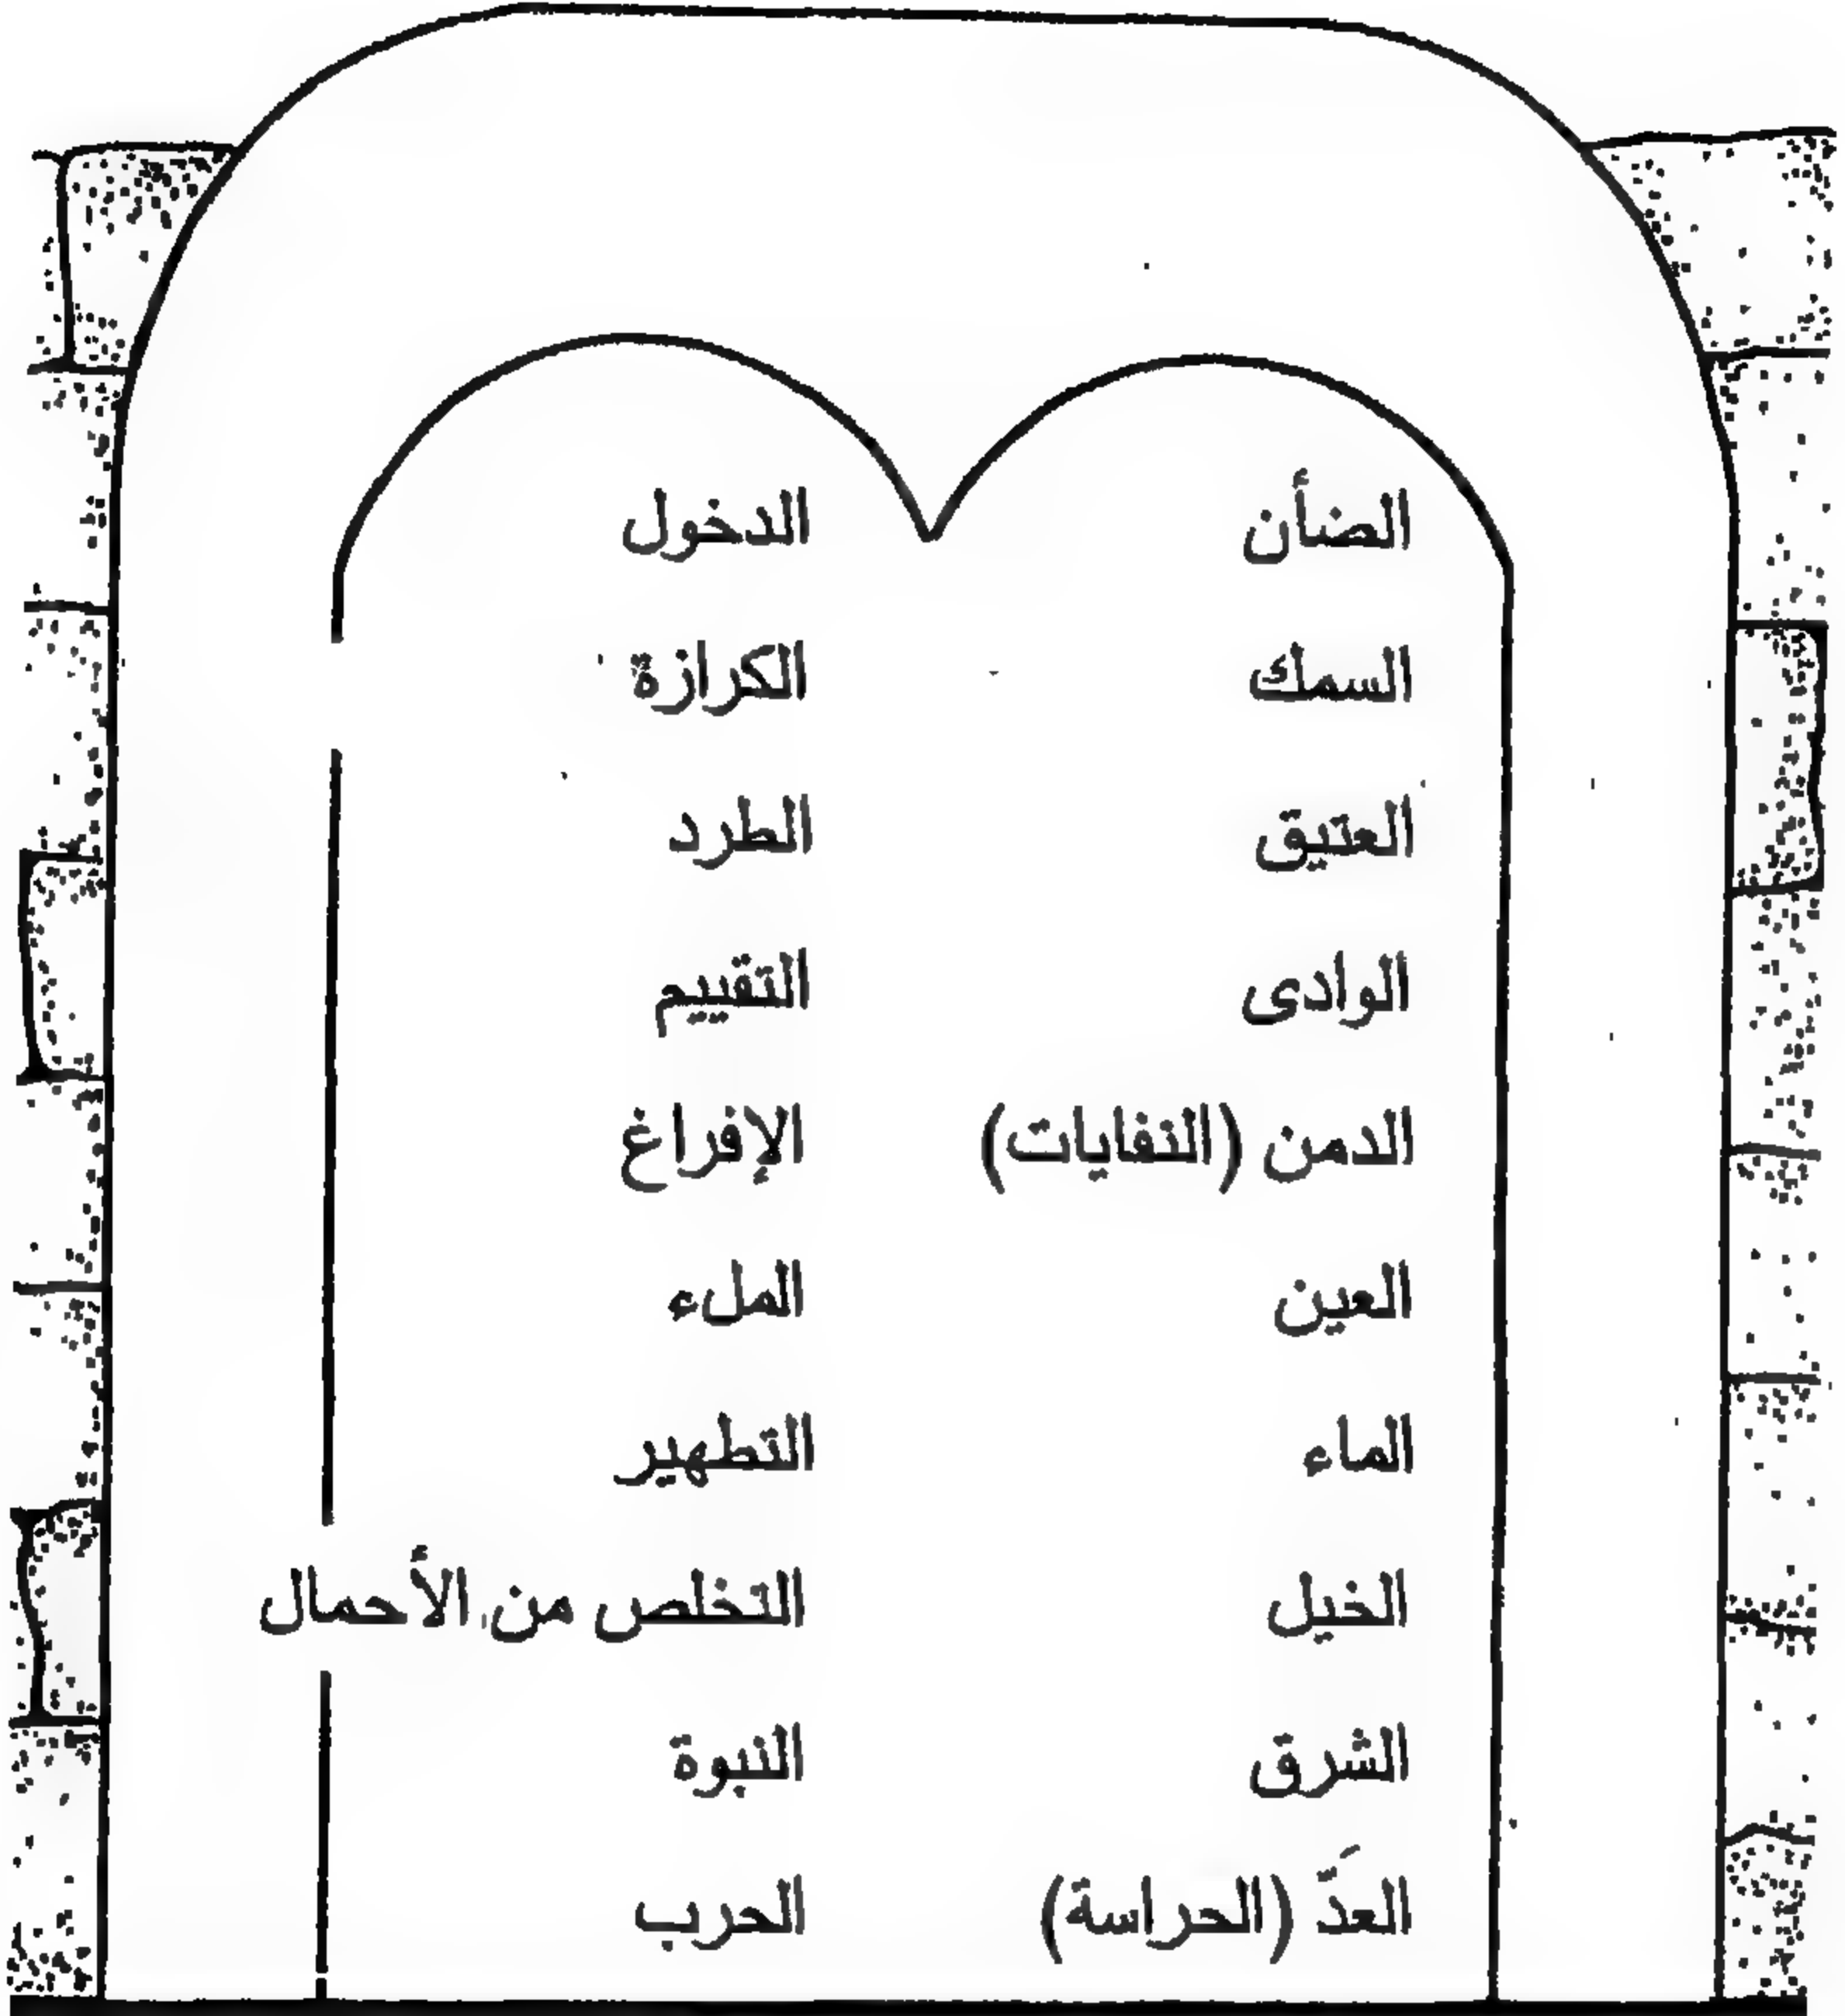 الضأن الدخول
السمك الكرازة
العتيق الطرد
الوادى التقييم
الدمن (النفايات) الإفراغ
العين الملء
الماء التطهير
الخيل التخلص من الأحمال
الشرق النبوة
العدّ (الحراسة) الحرب